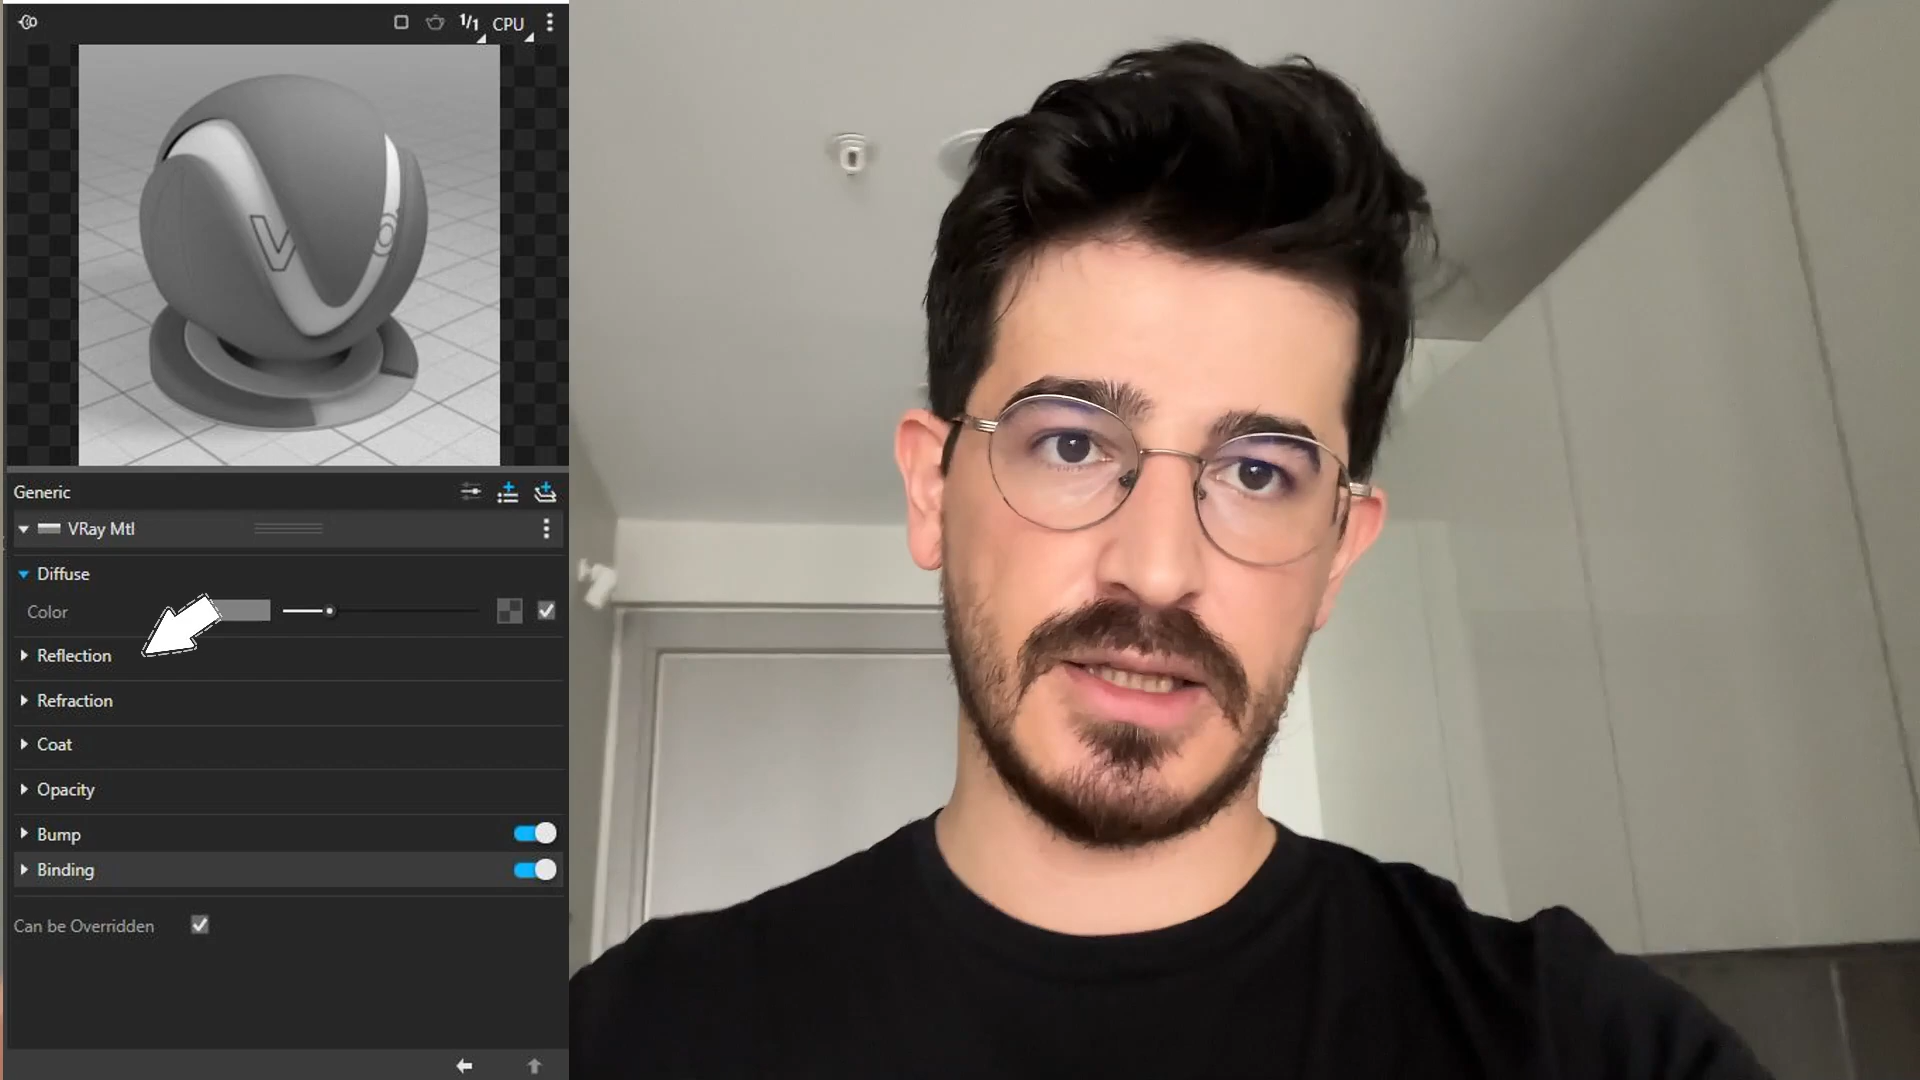 1/1 CPU
V
Generic
VRay Mtl
Diffuse
Color
Reflection
Refraction
Coat
Opacity
Bump
Binding
Can be Overridden